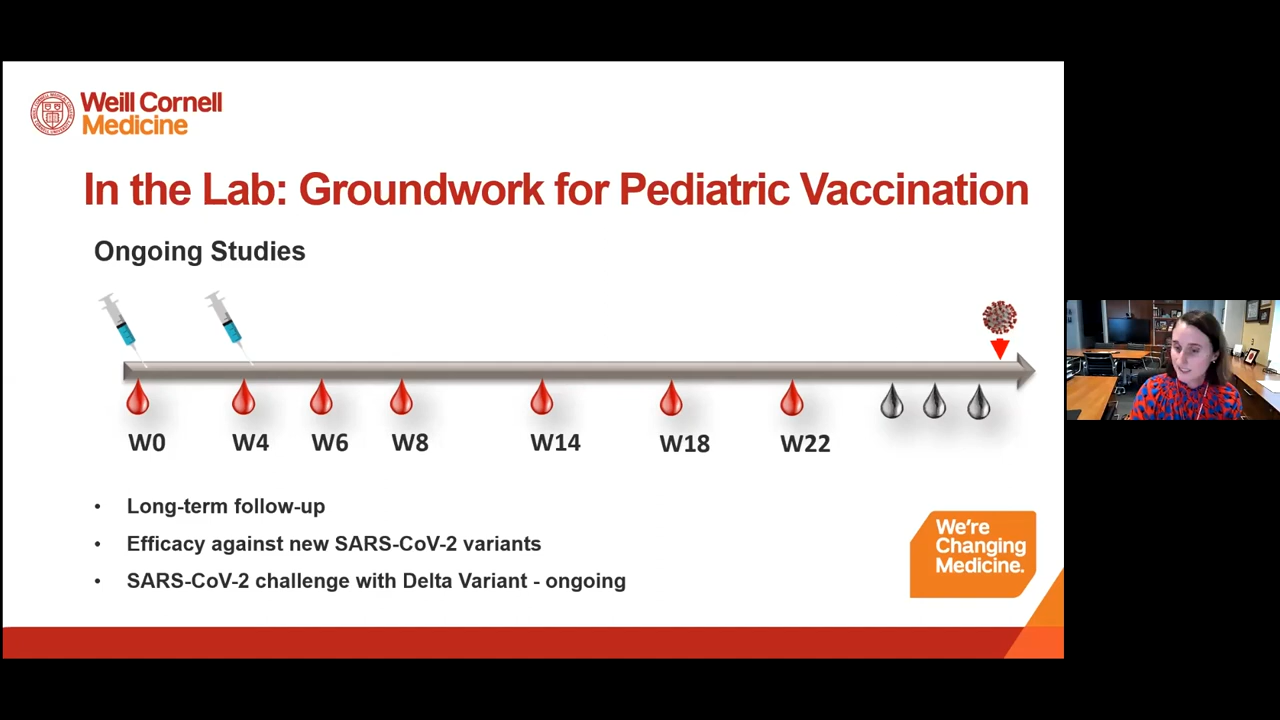 Weill Cornell
Medicine
In the Lab: Groundwork for Pediatric Vaccination
Ongoing Studies
W0 W4 W6 W8 W14 W18 W22
• Long-term follow-up
• Efficacy against new SARS-CoV-2 variants
• SARS-CoV-2 challenge with Delta Variant - ongoing
We're
Changing
Medicine.